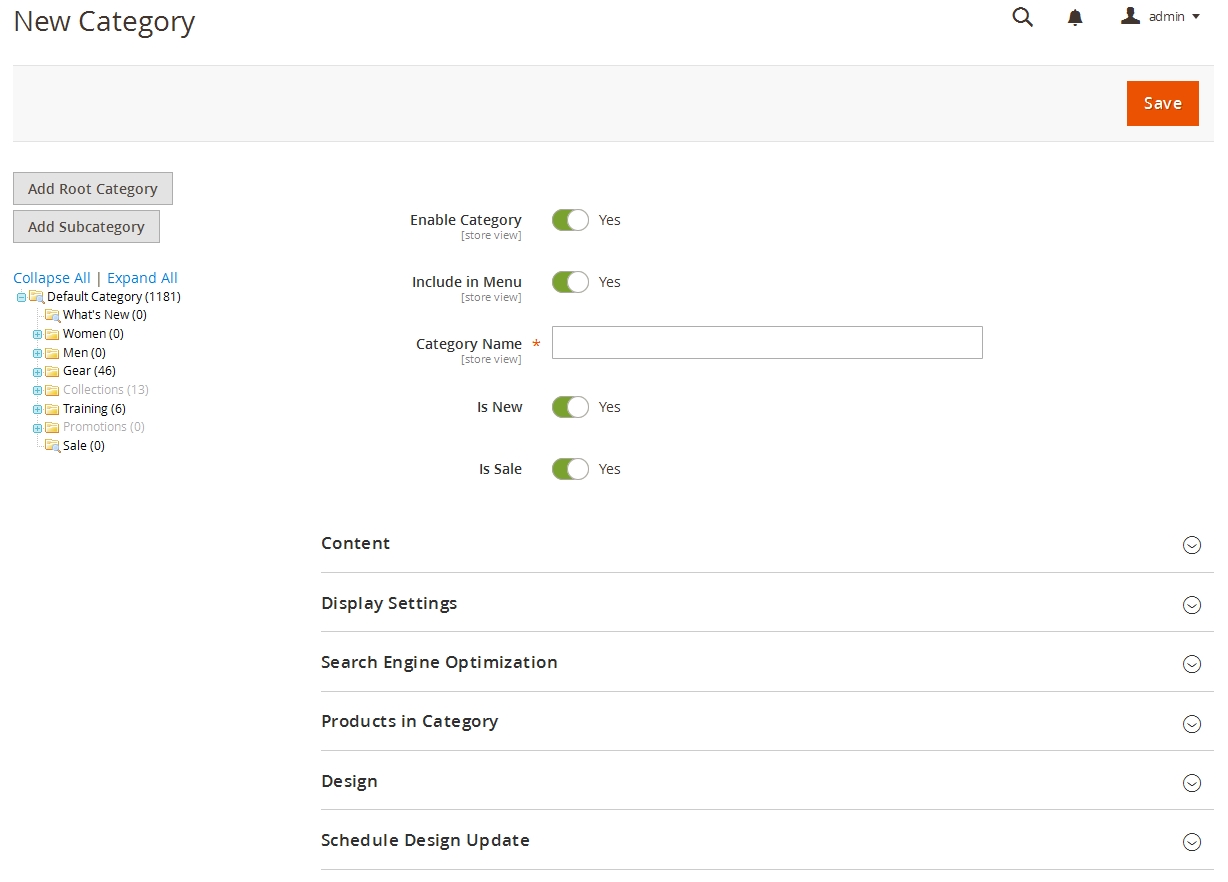 New Category
admin
Save
Add Root Category
Add Subcategory
Collapse All | Expand All
Default Category (1181)
What's New (0)
Women (0)
Men (0)
Gear (46)
Collections (13)
Training (6)
Promotions (0)
Sale (0)
Enable Category
[store view]
Yes
Include in Menu
[store view]
Yes
Category Name *
[store view]
Is New
Yes
Is Sale
Yes
Content
Display Settings
Search Engine Optimization
Products in Category
Design
Schedule Design Update